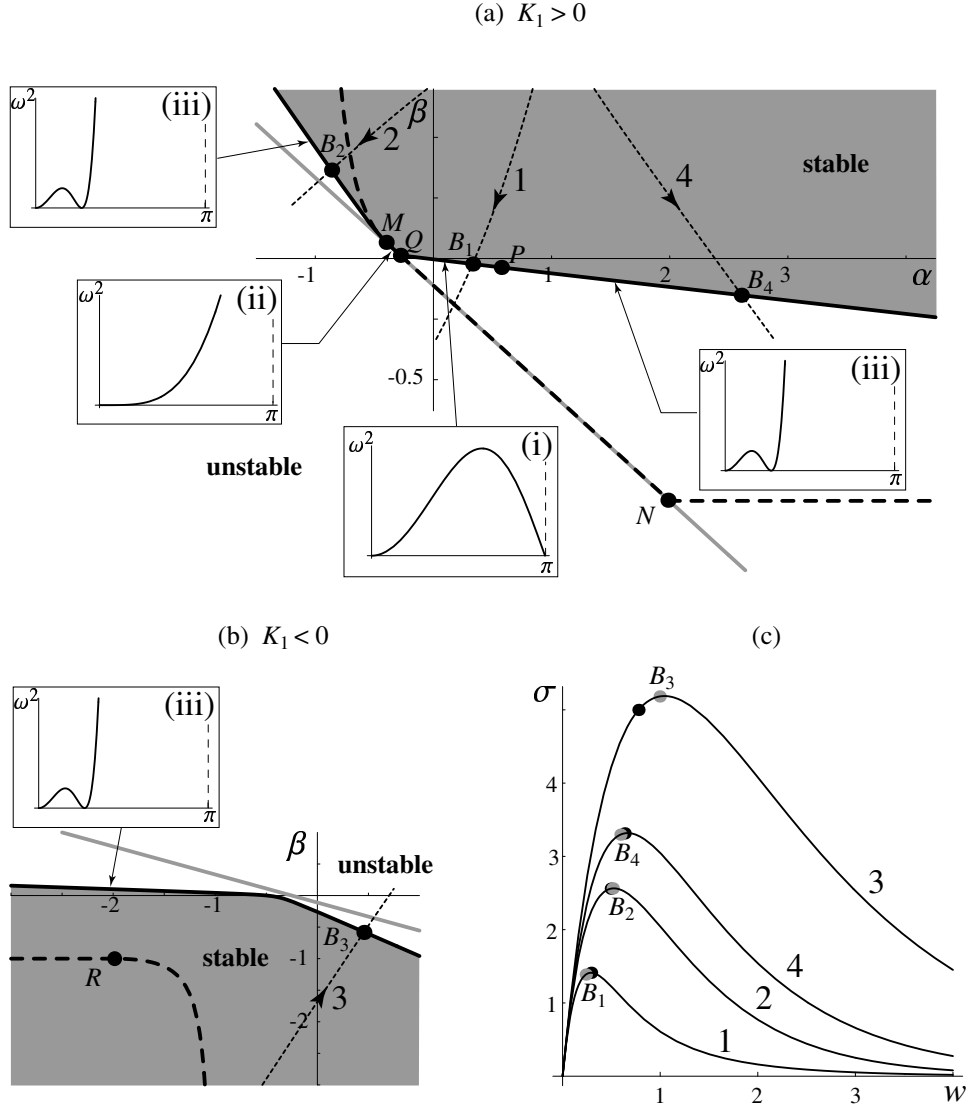 (a) K₁ > 0
ω² (iii) π
β
2
B₂
1
4
stable
M
Q
B₁ P
-1 1 2 3 α
B₄
ω² (ii) π
-0.5
ω² (iii) π
unstable
ω² (i) π
N
(b) K₁ < 0
(c)
ω² (iii) π
β
unstable
-2 -1
B₃
stable
-1
R
3
-2
σ
B₃
4
B₄
3
3
B₂
2
4
B₁
2
1
1
1 2 3 w